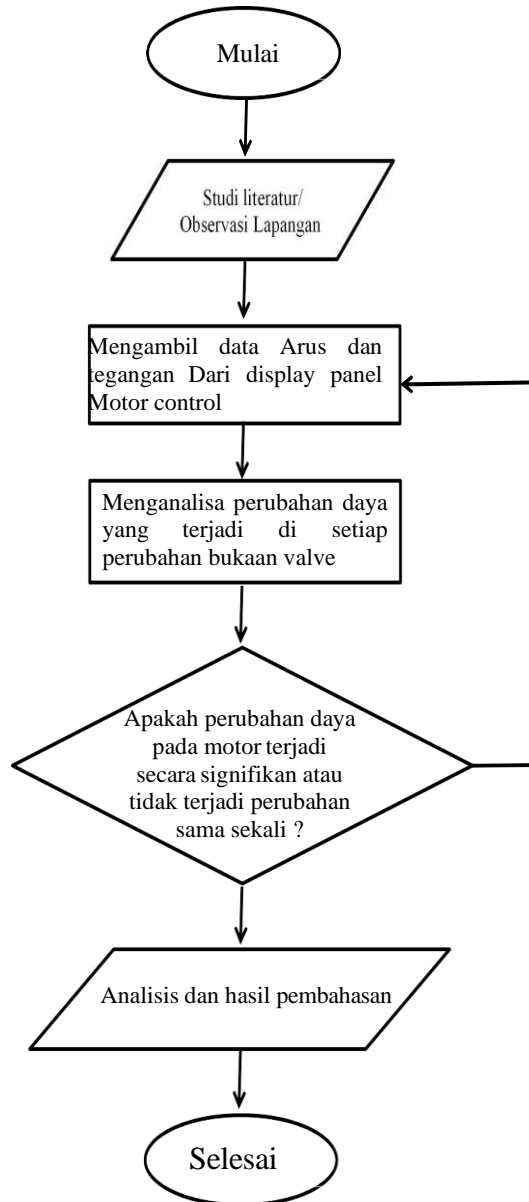 Mulai
Studi literatur/
Observasi Lapangan
Mengambil data Arus dan
tegangan Dari display panel
Motor control
Menganalisa perubahan daya
yang terjadi di setiap
perubahan bukaan valve
Apakah perubahan daya
pada motor terjadi
secara signifikan atau
tidak terjadi perubahan
sama sekali ?
Analisis dan hasil pembahasan
Selesai